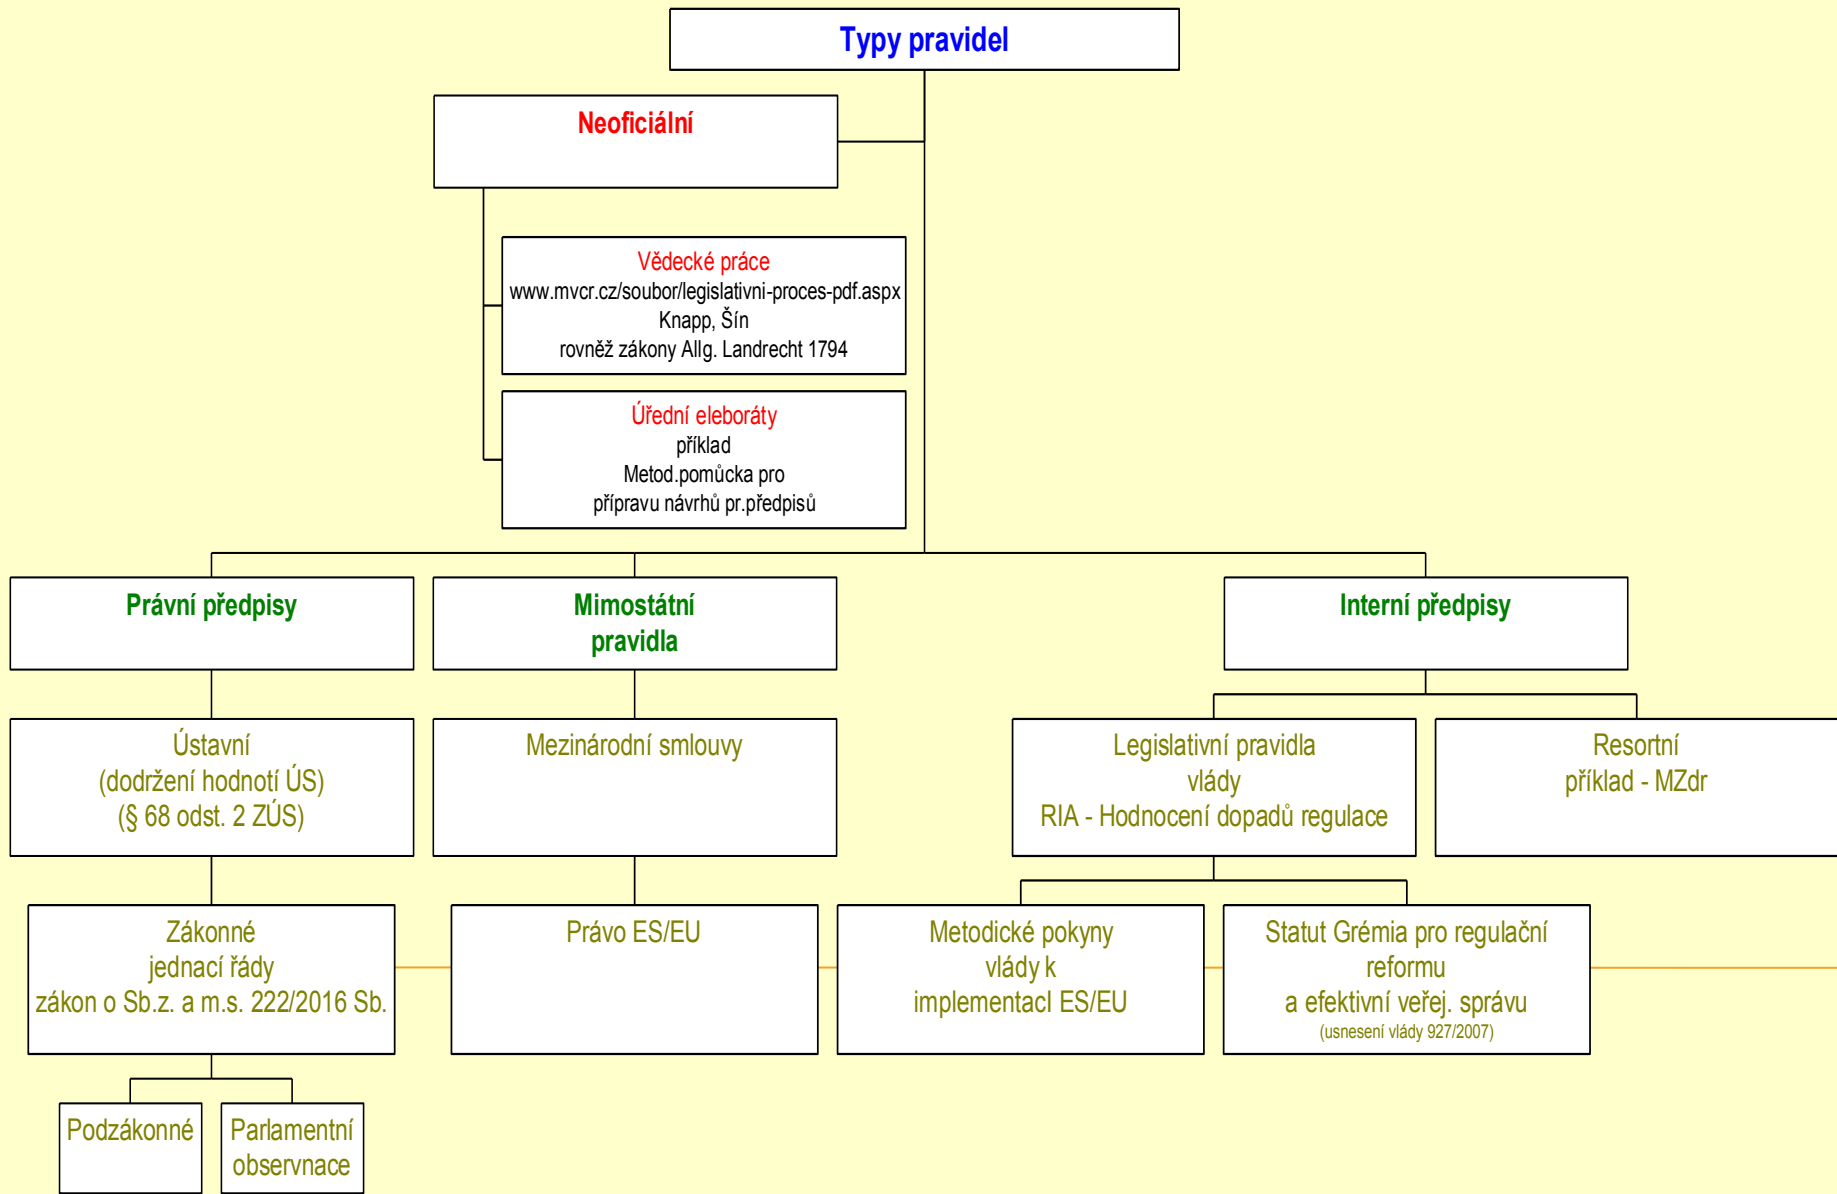 Typy pravidel
Neoficiální
Vědecké práce
www.mvcr.cz/soubor/legislativni-proces-pdf.aspx
Knapp, Šín
rovněž zákony Allg. Landrecht 1794
Úřední eleboráty
příklad
Metod.pomůcka pro
přípravu návrhů pr.předpisů
Právní předpisy
Mimostátní
pravidla
Interní předpisy
Ústavní
(dodržení hodnotí ÚS)
(§ 68 odst. 2 ZÚS)
Mezinárodní smlouvy
Legislativní pravidla
vlády
RIA - Hodnocení dopadů regulace
Resortní
příklad - MZdr
Zákonné
jednací řády
zákon o Sb.z. a m.s. 222/2016 Sb.
Právo ES/EU
Metodické pokyny
vlády k
implementacI ES/EU
Statut Grémia pro regulační
reformu
a efektivní veřej. správu
(usnesení vlády 927/2007)
Podzákonné
Parlamentní
observnace